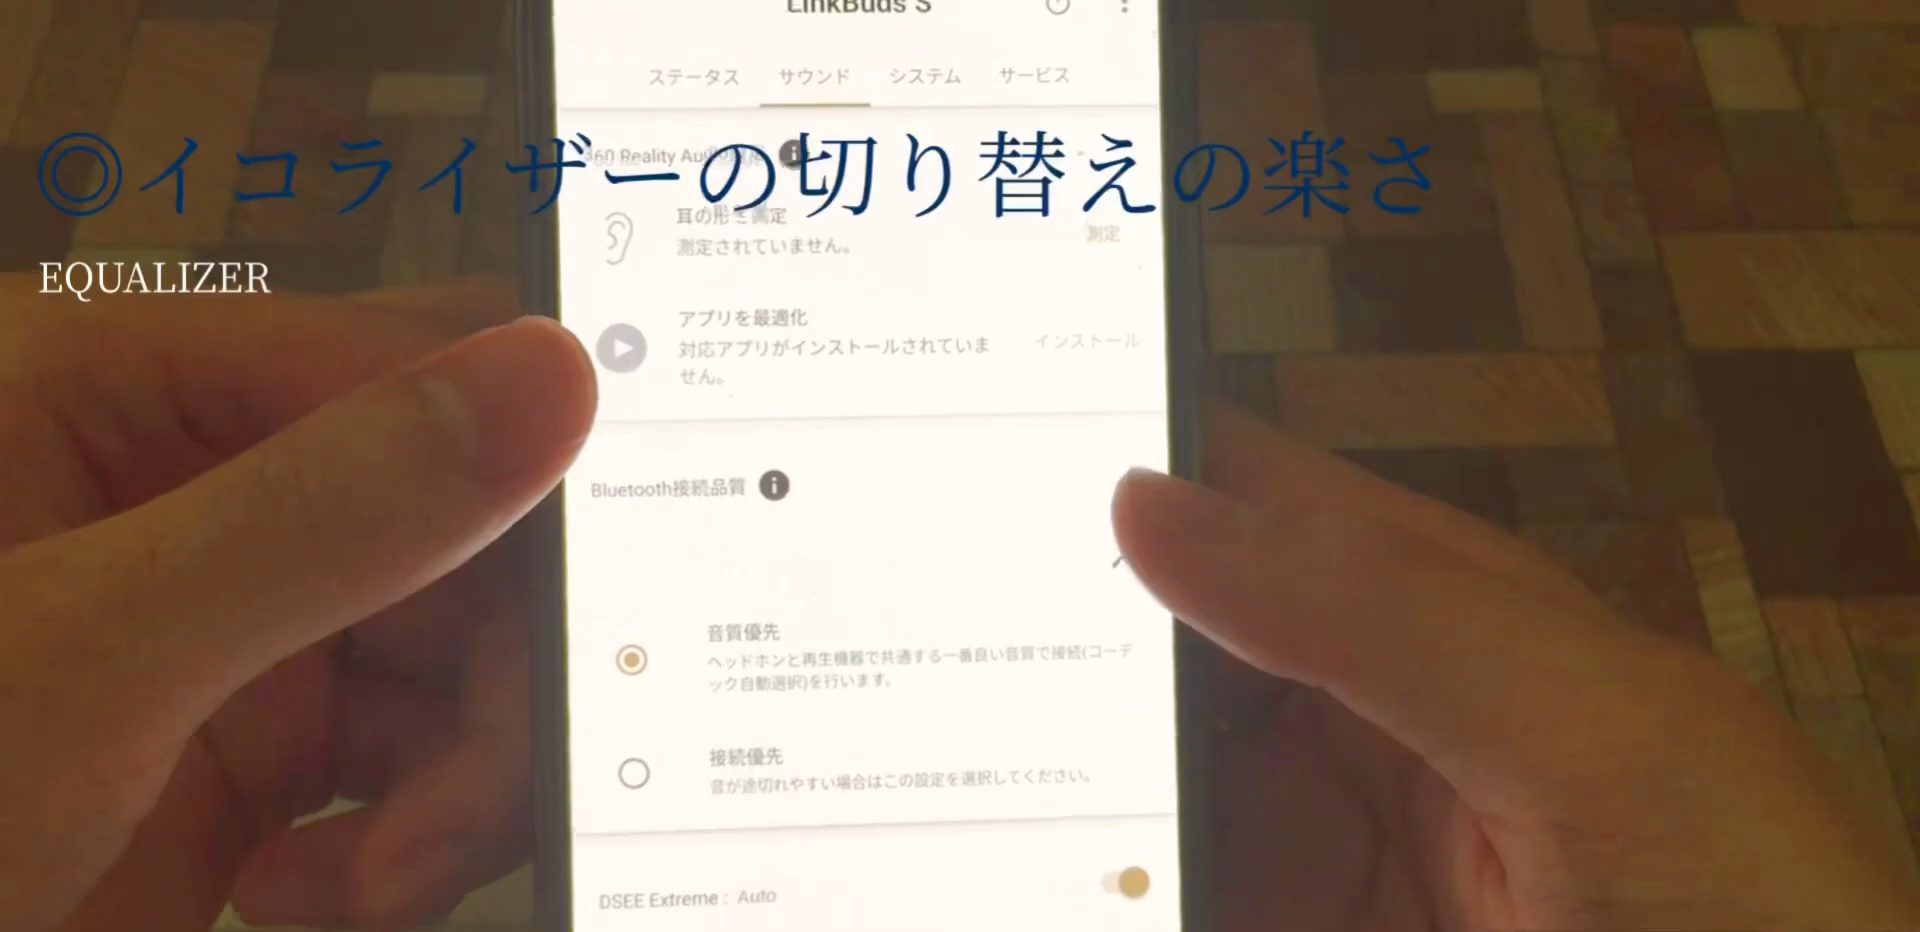 LinkBuds S
ステータス サウンド システム サービス
◎イコライザーの切り替えの楽さ
360 Reality Au
耳の形を測定
測定されていません。
測定
EQUALIZER
アプリを最適化
対応アプリがインストールされていま
せん。
インストール
Bluetooth接続品質
音質優先
ヘッドホンと再生機器で共通する一番良い音質で接続(コーデ
ック自動選択)を行います。
接続優先
音が途切れやすい場合はこの設定を選択してください。
DSEE Extreme : Auto